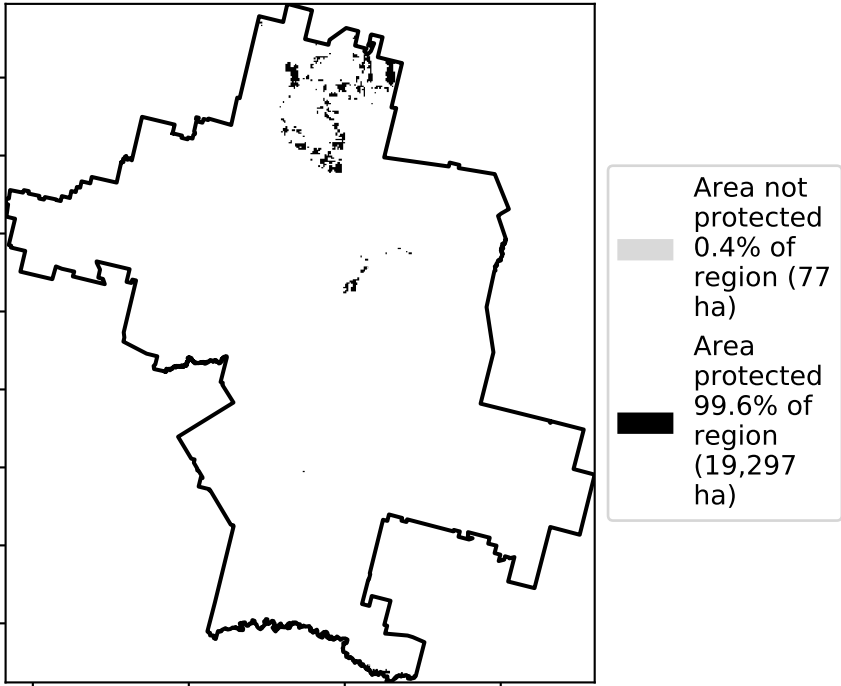 Area not
protected
0.4% of
region (77
ha)
Area
protected
99.6% of
region
(19,297
ha)